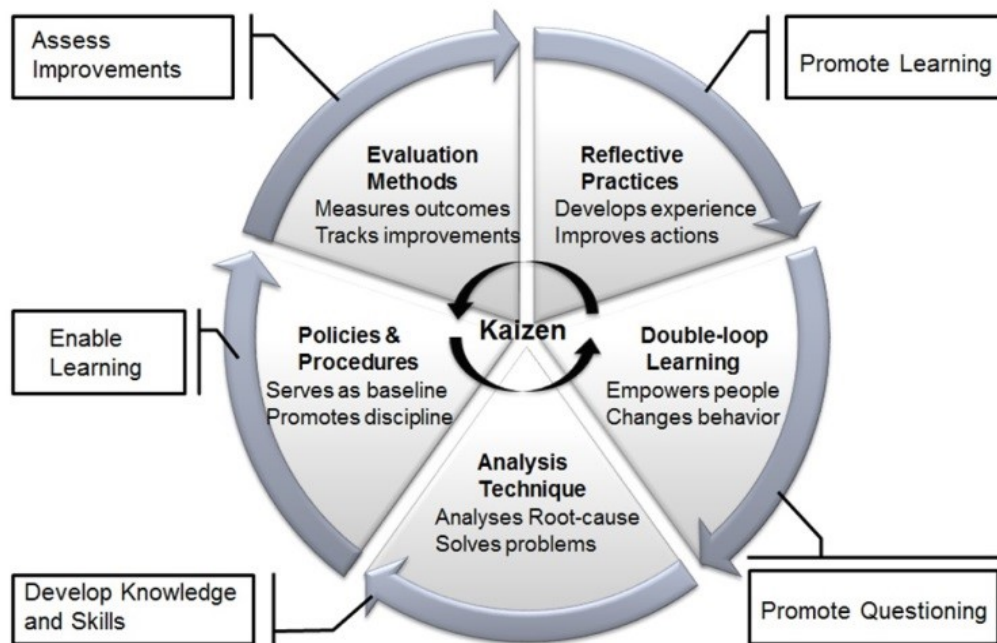 Assess
Improvements
Promote Learning
Evaluation
Methods
Measures outcomes
Tracks improvements
Reflective
Practices
Develops experience
Improves actions
Kaizen
Enable
Learning
Policies &
Procedures
Serves as baseline
Promotes discipline
Double-loop
Learning
Empowers people
Changes behavior
Analysis
Technique
Analyses Root-cause
Solves problems
Develop Knowledge
and Skills
Promote Questioning